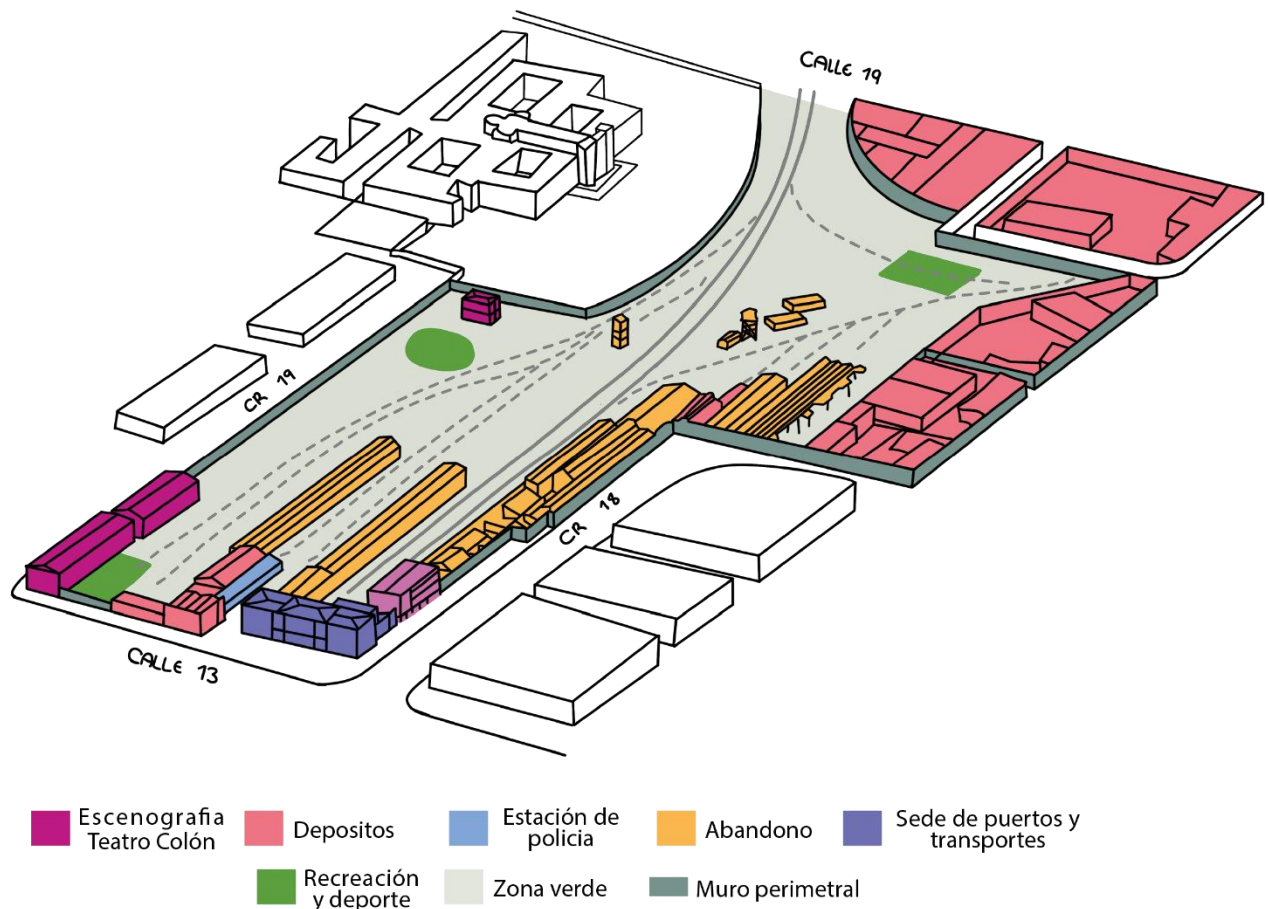 CALLE 19
CR 19
CR 18
CALLE 13
Escenografia
Teatro Colón
Depositos
Estación de
policia
Abandono
Sede de puertos y
transportes
Recreación
y deporte
Zona verde
Muro perimetral